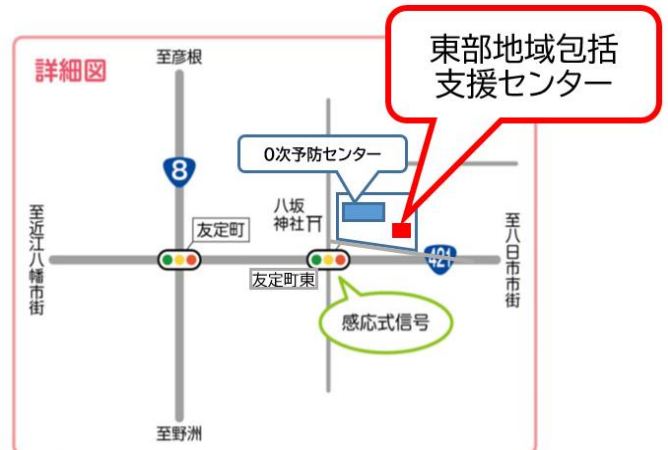 詳細図
至彦根
東部地域包括
支援センター
0次予防センター
8
八坂
神社
友定町
至近江八幡市街
至八日市市街
421
友定町東
感応式信号
至野洲